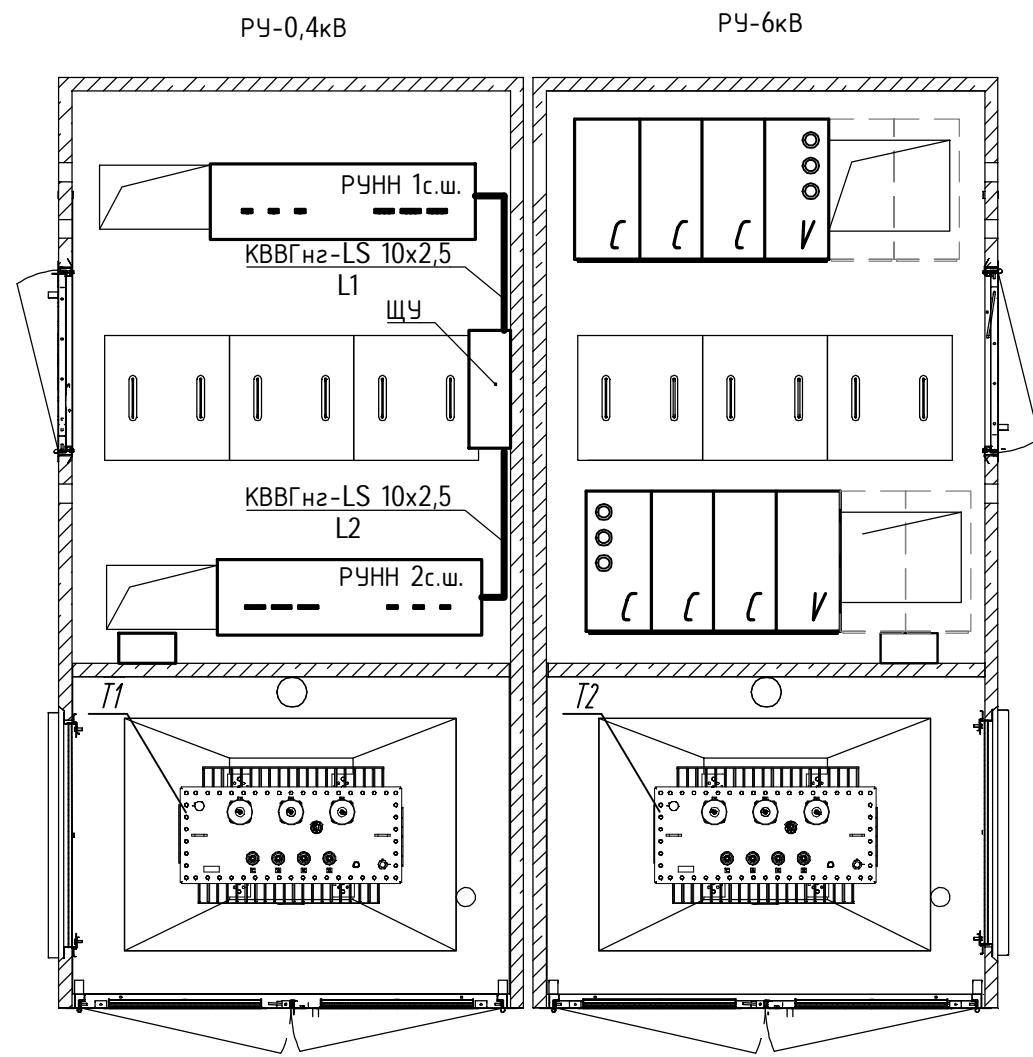 РУ-0,4кВ
РУ-6кВ
РУНН 1с.ш.
КВВГнг-LS 10х2,5
L1
ЩУ
КВВГнг-LS 10х2,5
L2
РУНН 2с.ш.
C C C V
C C C V
T1
T2